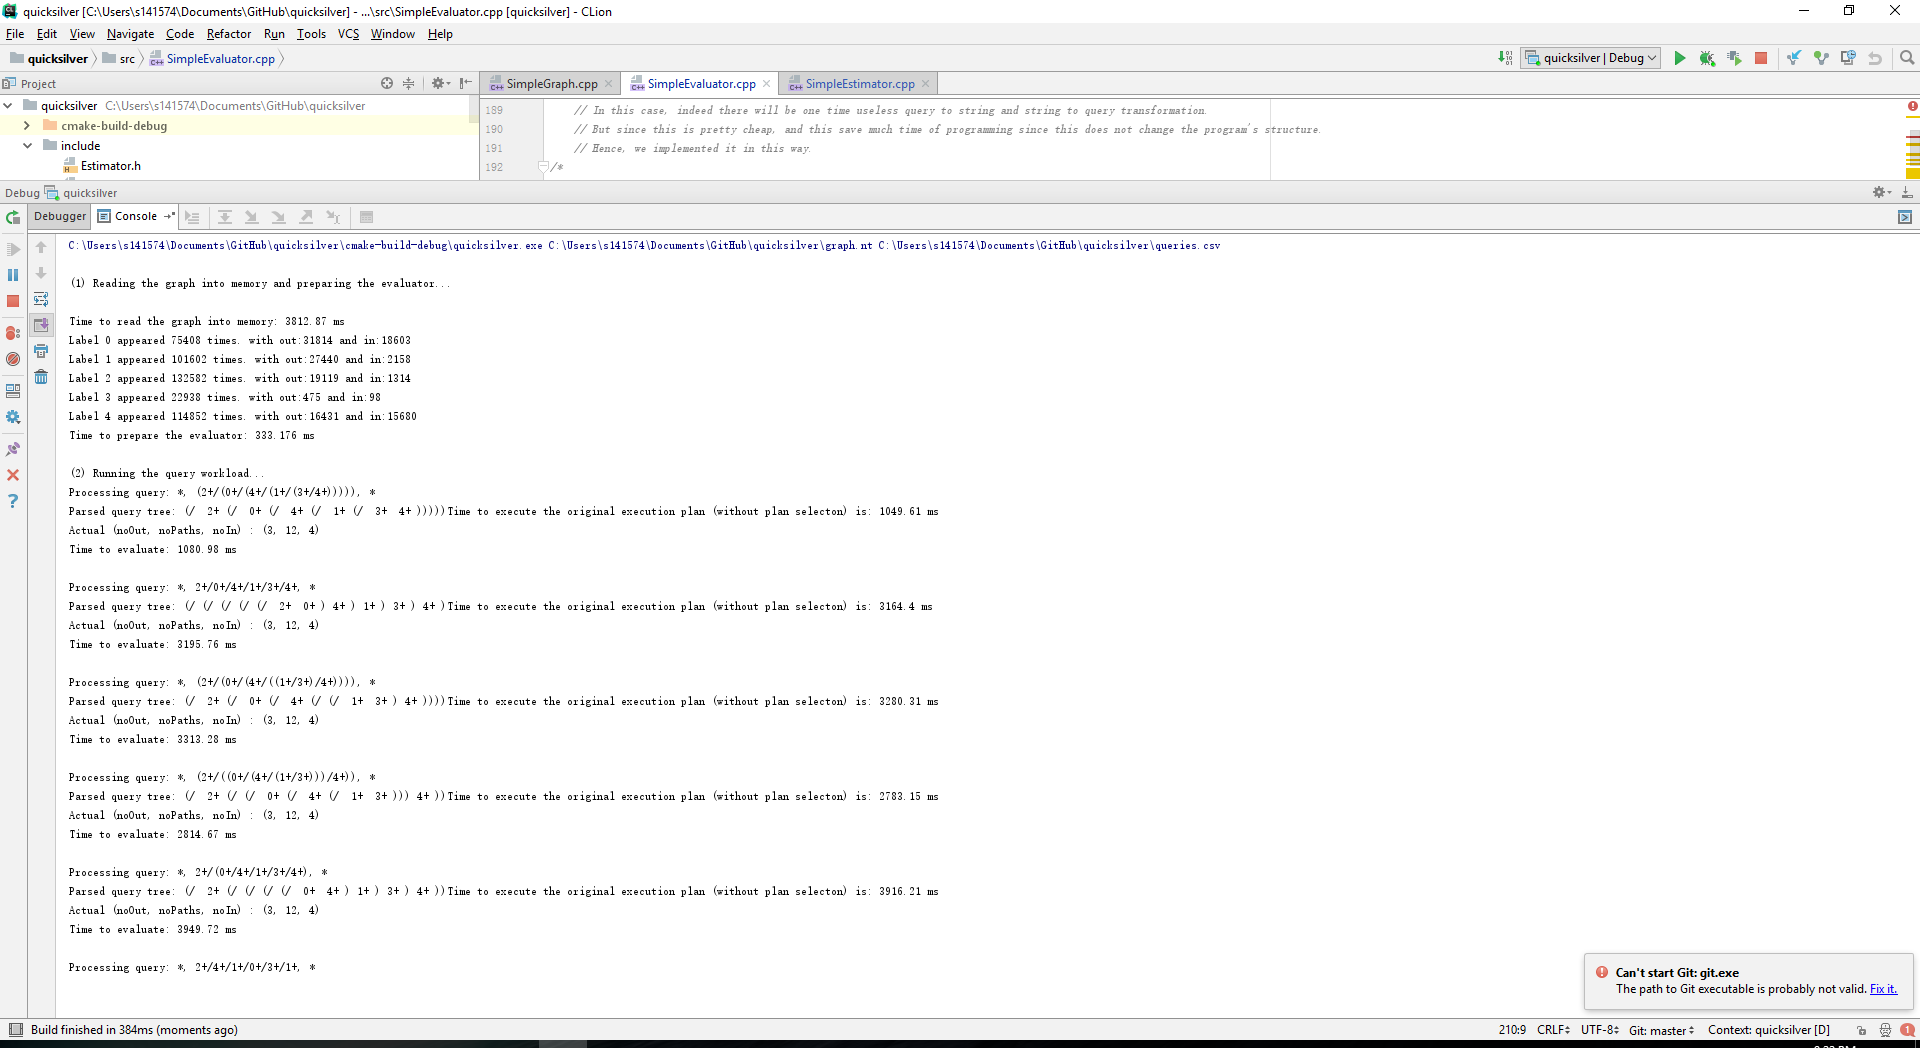 quicksilver [C:\Users\s141574\Documents\GitHub\quicksilver] - ...\src\SimpleEvaluator.cpp [quicksilver] - CLion
File Edit View Navigate Code Refactor Run Tools VCS Window Help
quicksilver src SimpleEvaluator.cpp quicksilver | Debug
Project SimpleGraph.cpp SimpleEvaluator.cpp SimpleEstimator.cpp
quicksilver C:\Users\s141574\Documents\GitHub\quicksilver
cmake-build-debug
include
Estimator.h
189 // In this case, indeed there will be one time useless query to string and string to query transformation.
190 // But since this is pretty cheap, and this save much time of programming since this does not change the program's structure.
191 // Hence, we implemented it in this way.
192 /*
Debug quicksilver
Debugger Console
C:\Users\s141574\Documents\GitHub\quicksilver\cmake-build-debug\quicksilver.exe C:\Users\s141574\Documents\GitHub\quicksilver\graph.nt C:\Users\s141574\Documents\GitHub\quicksilver\queries.csv
(1) Reading the graph into memory and preparing the evaluator...
Time to read the graph into memory: 3812.87 ms
Label 0 appeared 75408 times. with out:31814 and in:18603
Label 1 appeared 101602 times. with out:27440 and in:2158
Label 2 appeared 132582 times. with out:19119 and in:1314
Label 3 appeared 22938 times. with out:475 and in:98
Label 4 appeared 114852 times. with out:16431 and in:15680
Time to prepare the evaluator: 333.176 ms
(2) Running the query workload...
Processing query: *, (2+/(0+/(4+/(1+/(3+/4+))))), *
Parsed query tree: (/ 2+ (/ 0+ (/ 4+ (/ 1+ (/ 3+ 4+ )))))Time to execute the original execution plan (without plan selecton) is: 1049.61 ms
Actual (noOut, noPaths, noIn) : (3, 12, 4)
Time to evaluate: 1080.98 ms
Processing query: *, 2+/0+/4+/1+/3+/4+, *
Parsed query tree: (/ (/ (/ (/ (/ 2+ 0+ ) 4+ ) 1+ ) 3+ ) 4+ )Time to execute the original execution plan (without plan selecton) is: 3164.4 ms
Actual (noOut, noPaths, noIn) : (3, 12, 4)
Time to evaluate: 3195.76 ms
Processing query: *, (2+/(0+/(4+/((1+/3+)/4+)))), *
Parsed query tree: (/ 2+ (/ 0+ (/ 4+ (/ (/ 1+ 3+ ) 4+ ))))Time to execute the original execution plan (without plan selecton) is: 3280.31 ms
Actual (noOut, noPaths, noIn) : (3, 12, 4)
Time to evaluate: 3313.28 ms
Processing query: *, (2+/((0+/(4+/(1+/3+)))/4+)), *
Parsed query tree: (/ 2+ (/ (/ 0+ (/ 4+ (/ 1+ 3+ ))) 4+ ))Time to execute the original execution plan (without plan selecton) is: 2783.15 ms
Actual (noOut, noPaths, noIn) : (3, 12, 4)
Time to evaluate: 2814.67 ms
Processing query: *, 2+/(0+/4+/1+/3+/4+), *
Parsed query tree: (/ 2+ (/ (/ (/ (/ 0+ 4+ ) 1+ ) 3+ ) 4+ ))Time to execute the original execution plan (without plan selecton) is: 3916.21 ms
Actual (noOut, noPaths, noIn) : (3, 12, 4)
Time to evaluate: 3949.72 ms
Processing query: *, 2+/4+/1+/0+/3+/1+, *
Can't start Git: git.exe
The path to Git executable is probably not valid. Fix it.
Build finished in 384ms (moments ago) 210:9 CRLF UTF-8 Git: master Context: quicksilver [D] 1